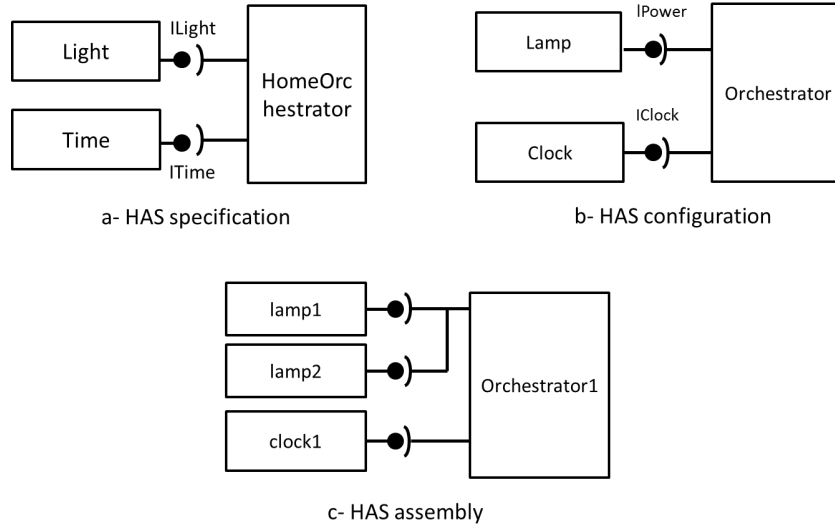 ILight
Light
HomeOrc
hestrator
Time
ITime
a- HAS specification
IPower
Lamp
Orchestrator
IClock
Clock
b- HAS configuration
lamp1
lamp2
Orchestrator1
clock1
c- HAS assembly